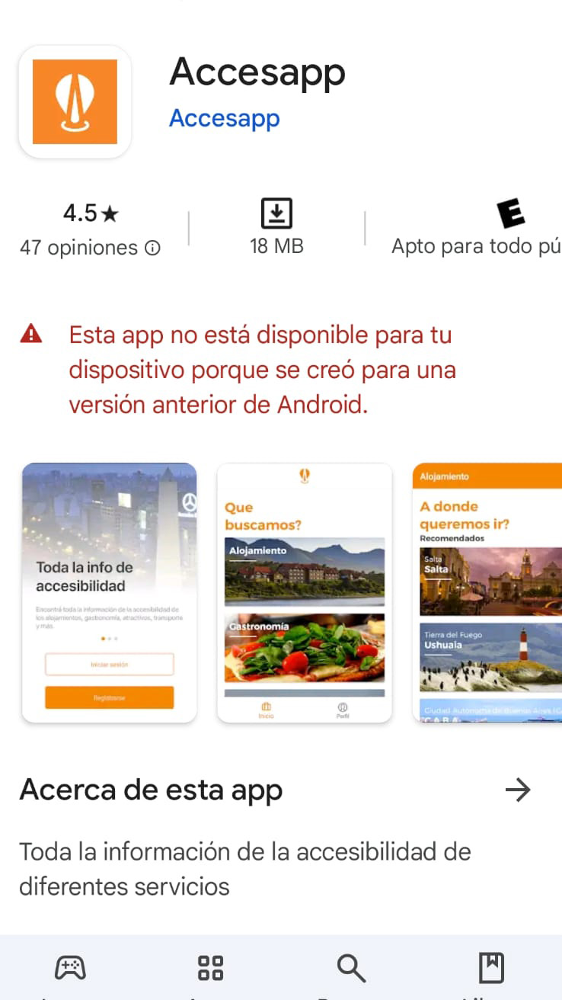 Accesapp
Accesapp
4.5★
47 opiniones
18 MB
E
Apto para todo pú
Esta app no está disponible para tu
dispositivo porque se creó para una
versión anterior de Android.
Toda la info de
accesibilidad
Encontrá toda la información de la accesibilidad de
los alojamientos, gastronomía, atractivos, transporte
y más.
Iniciar sesión
Registrarse
Que
buscamos?
Alojamiento
Gastronomía
Inicio
Perfil
Alojamiento
A donde
queremos ir?
Recomendados
Salta
Salta
Tierra del Fuego
Ushuaia
Ciudad Autónoma de Buenos Aires (C
C.A.B.A.
Acerca de esta app
Toda la información de la accesibilidad de
diferentes servicios